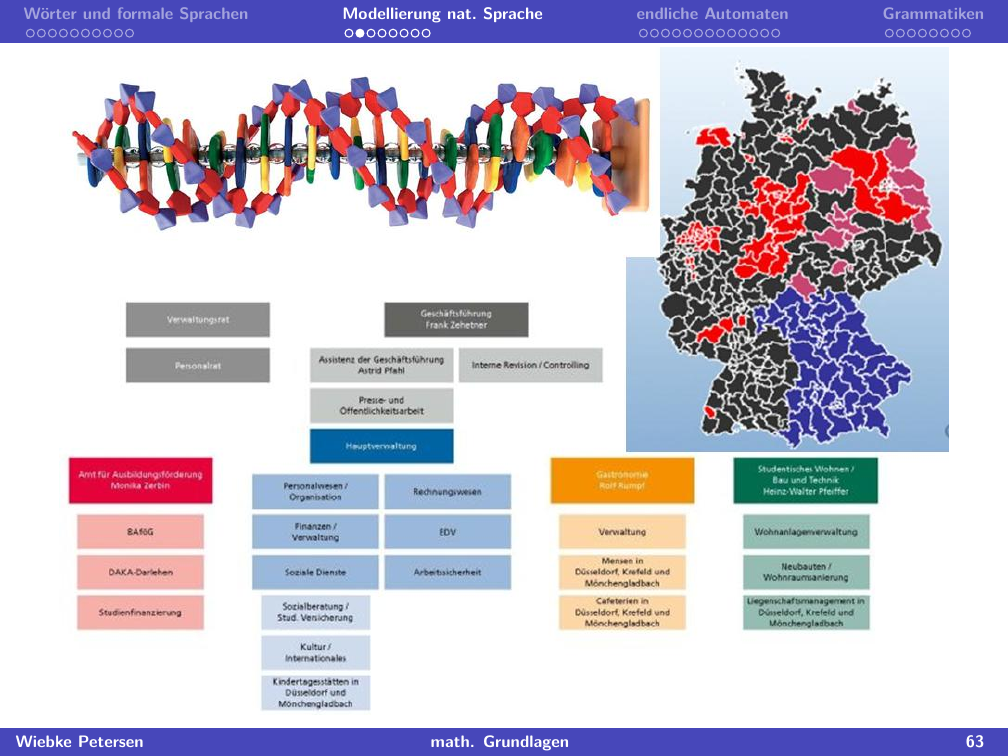 Wörter und formale Sprachen
Modellierung nat. Sprache
endliche Automaten
Grammatiken
Verwaltungsrat
Geschäftsführung
Frank Zehetner
Personalrat
Assistenz der Geschäftsführung
Astrid Pfahl
Interne Revision / Controlling
Presse- und
Öffentlichkeitsarbeit
Hauptverwaltung
Amt für Ausbildungsförderung
Monika Zerbin
Personalwesen /
Organisation
Rechnungswesen
Gastronomie
Rolf Rumpf
Studentisches Wohnen /
Bau und Technik
Heinz-Walter Pfeiffer
BAföG
Finanzen /
Verwaltung
EDV
Verwaltung
Wohnanlagenverwaltung
DAKA-Darlehen
Soziale Dienste
Arbeitssicherheit
Mensen in
Düsseldorf, Krefeld und
Mönchengladbach
Neubauten /
Wohnraumsanierung
Studienfinanzierung
Sozialberatung /
Stud. Versicherung
Cafeterien in
Düsseldorf, Krefeld und
Mönchengladbach
Liegenschaftsmanagement in
Düsseldorf, Krefeld und
Mönchengladbach
Kultur /
Internationales
Kindertagesstätten in
Düsseldorf und
Mönchengladbach
Wiebke Petersen
math. Grundlagen
63